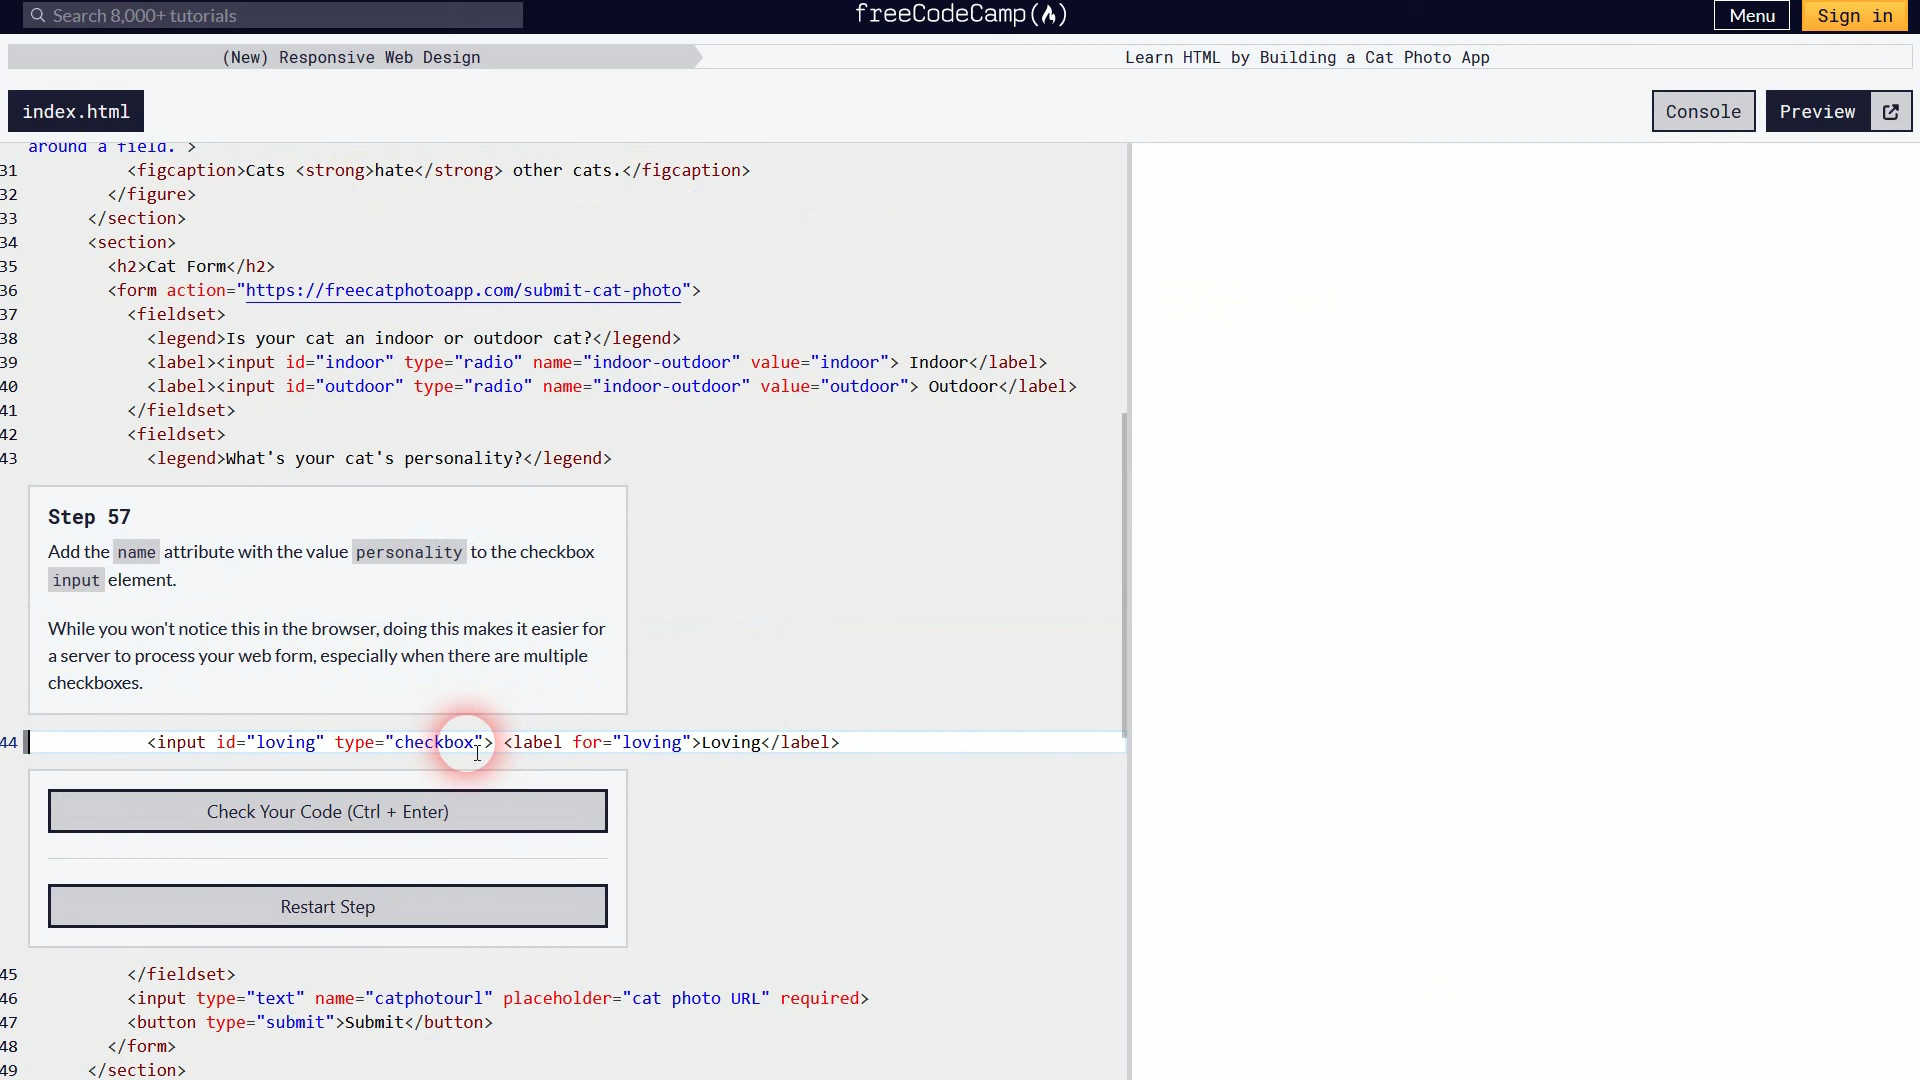 Search 8,000+ tutorials
freeCodeCamp
Menu
Sign in
(New) Responsive Web Design
Learn HTML by Building a Cat Photo App
index.html
Console
Preview
around a field. >
31 <figcaption>Cats <strong>hate</strong> other cats.</figcaption>
32 </figure>
33 </section>
34 <section>
35 <h2>Cat Form</h2>
36 <form action="https://freecatphotoapp.com/submit-cat-photo">
37 <fieldset>
38 <legend>Is your cat an indoor or outdoor cat?</legend>
39 <label><input id="indoor" type="radio" name="indoor-outdoor" value="indoor"> Indoor</label>
40 <label><input id="outdoor" type="radio" name="indoor-outdoor" value="outdoor"> Outdoor</label>
41 </fieldset>
42 <fieldset>
43 <legend>What's your cat's personality?</legend>
Step 57
Add the name attribute with the value personality to the checkbox
input element.
While you won't notice this in the browser, doing this makes it easier for
a server to process your web form, especially when there are multiple
checkboxes.
44 <input id="loving" type="checkbox"> <label for="loving">Loving</label>
Check Your Code (Ctrl + Enter)
Restart Step
45 </fieldset>
46 <input type="text" name="catphotourl" placeholder="cat photo URL" required>
47 <button type="submit">Submit</button>
48 </form>
49 </section>